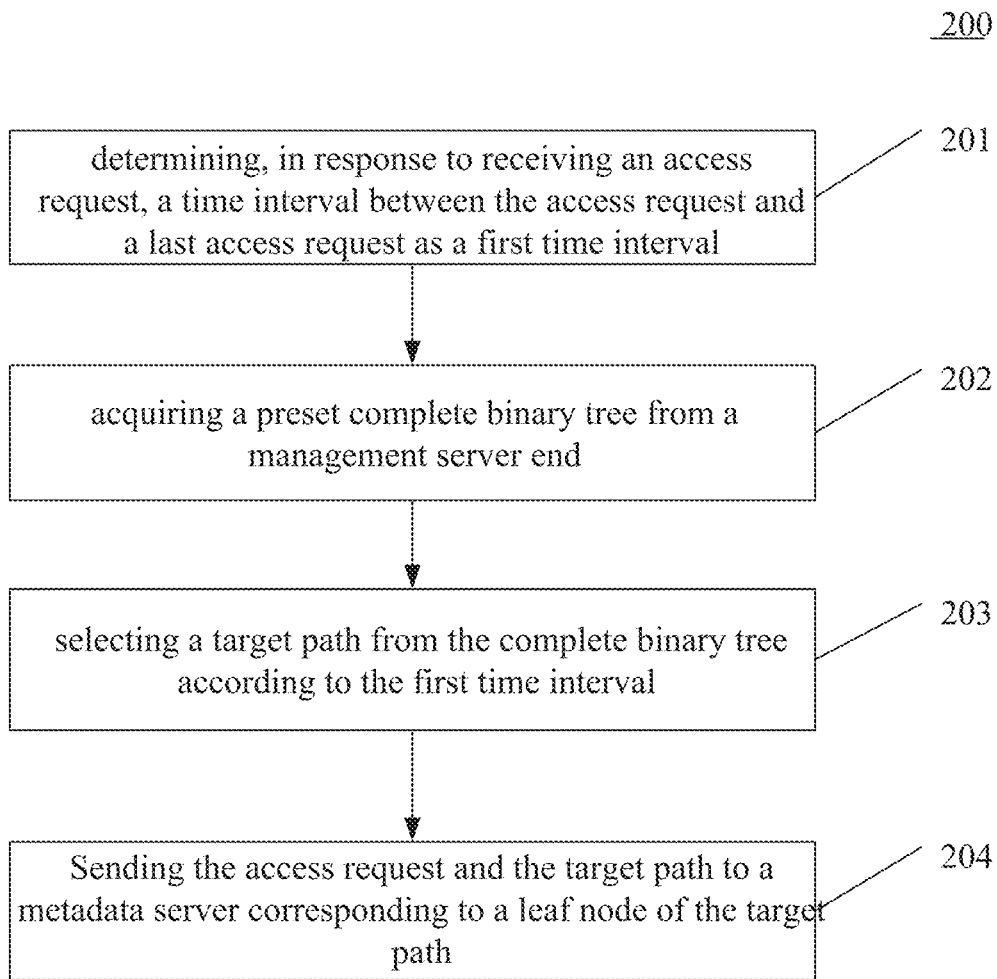 200
201
determining, in response to receiving an access
request, a time interval between the access request and
a last access request as a first time interval
202
acquiring a preset complete binary tree from a
management server end
203
selecting a target path from the complete binary tree
according to the first time interval
204
Sending the access request and the target path to a
metadata server corresponding to a leaf node of the target
path